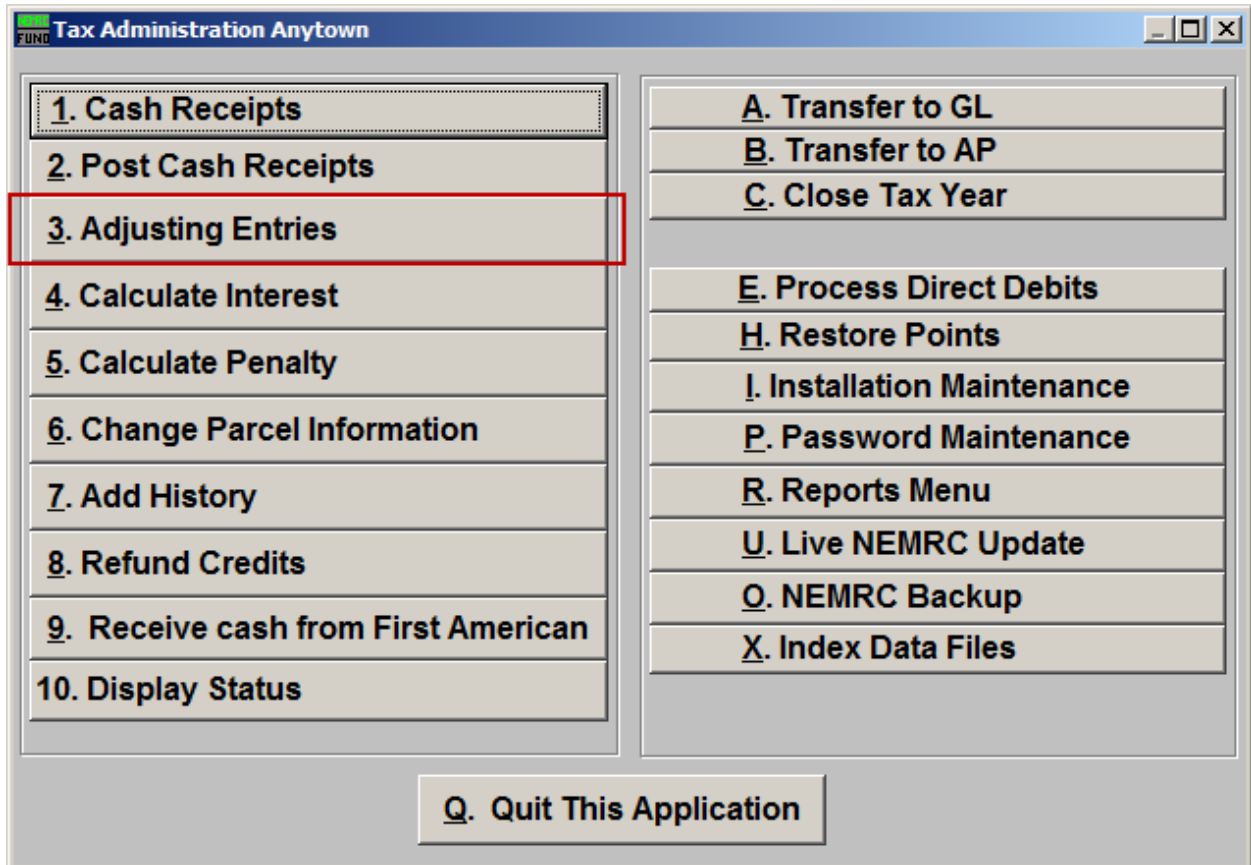 NEMRC
FUND
Tax Administration Anytown
1. Cash Receipts
2. Post Cash Receipts
3. Adjusting Entries
4. Calculate Interest
5. Calculate Penalty
6. Change Parcel Information
7. Add History
8. Refund Credits
9. Receive cash from First American
10. Display Status
A. Transfer to GL
B. Transfer to AP
C. Close Tax Year
E. Process Direct Debits
H. Restore Points
I. Installation Maintenance
P. Password Maintenance
R. Reports Menu
U. Live NEMRC Update
O. NEMRC Backup
X. Index Data Files
Q. Quit This Application